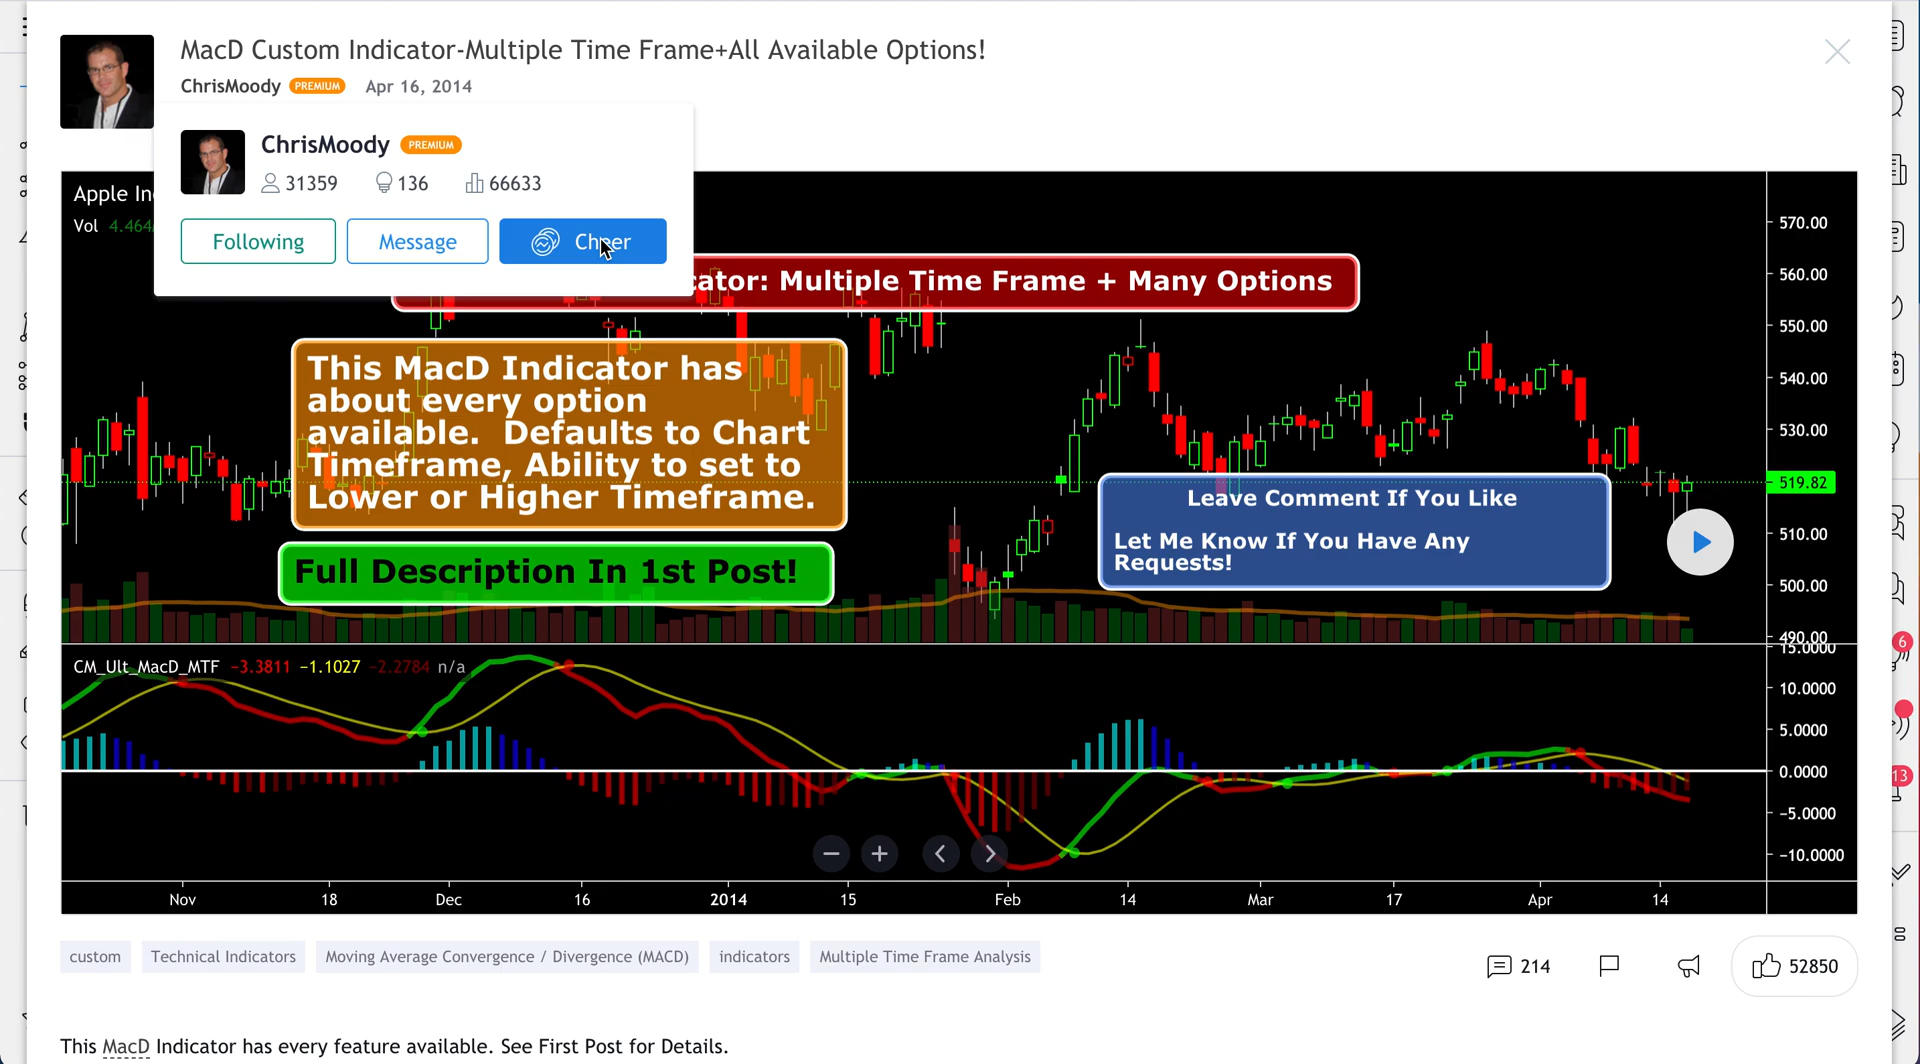 MacD Custom Indicator-Multiple Time Frame+All Available Options!
ChrisMoody PREMIUM Apr 16, 2014
ChrisMoody PREMIUM
31359 136 66633
Following Message Cheer
Apple In
Vol 4.464
cator: Multiple Time Frame + Many Options
This MacD Indicator has
about every option
available. Defaults to Chart
Timeframe, Ability to set to
Lower or Higher Timeframe.
Full Description In 1st Post!
Leave Comment If You Like
Let Me Know If You Have Any
Requests!
570.00
560.00
550.00
540.00
530.00
519.82
510.00
500.00
490.00
CM_Ult_MacD_MTF −3.3811 −1.1027 −2.2784 n/a
15.0000
10.0000
5.0000
0.0000
−5.0000
−10.0000
Nov 18 Dec 16 2014 15 Feb 14 Mar 17 Apr 14
custom Technical Indicators Moving Average Convergence / Divergence (MACD) indicators Multiple Time Frame Analysis
214 52850
This MacD Indicator has every feature available. See First Post for Details.
6
13